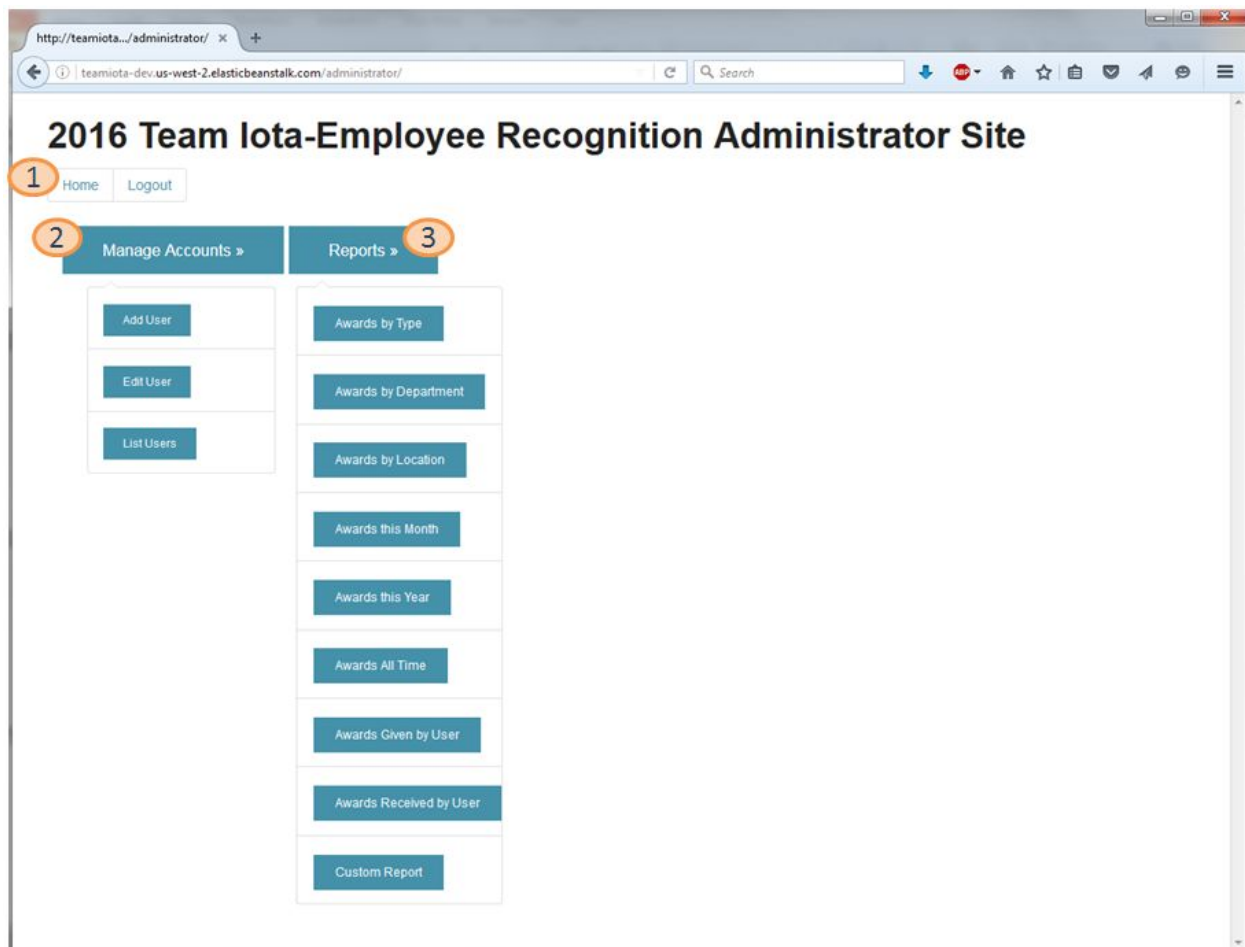 http://teamiota.../administrator/
teamiota-dev.us-west-2.elasticbeanstalk.com/administrator/
Search
ABP
2016 Team Iota-Employee Recognition Administrator Site
1
Home
Logout
2
Manage Accounts »
Reports »
3
Add User
Edit User
List Users
Awards by Type
Awards by Department
Awards by Location
Awards this Month
Awards this Year
Awards All Time
Awards Given by User
Awards Received by User
Custom Report